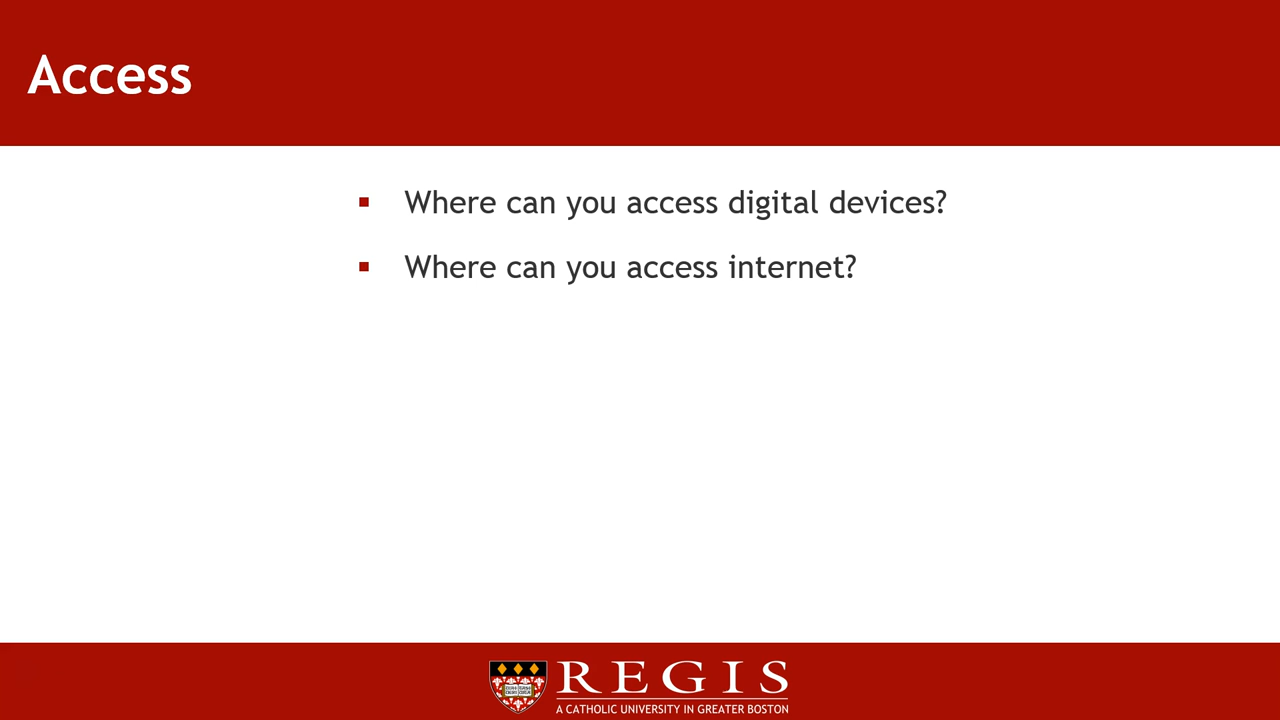 Access
Where can you access digital devices?
Where can you access internet?
REGIS
A CATHOLIC UNIVERSITY IN GREATER BOSTON